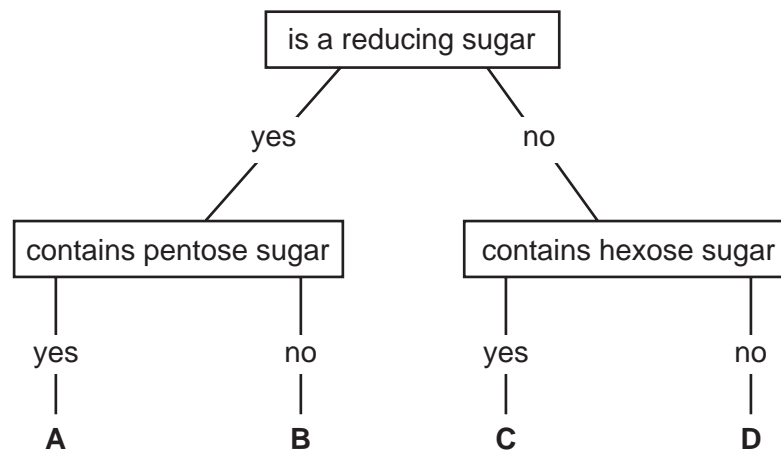 is a reducing sugar
yes no
contains pentose sugar contains hexose sugar
yes no yes no
A B C D